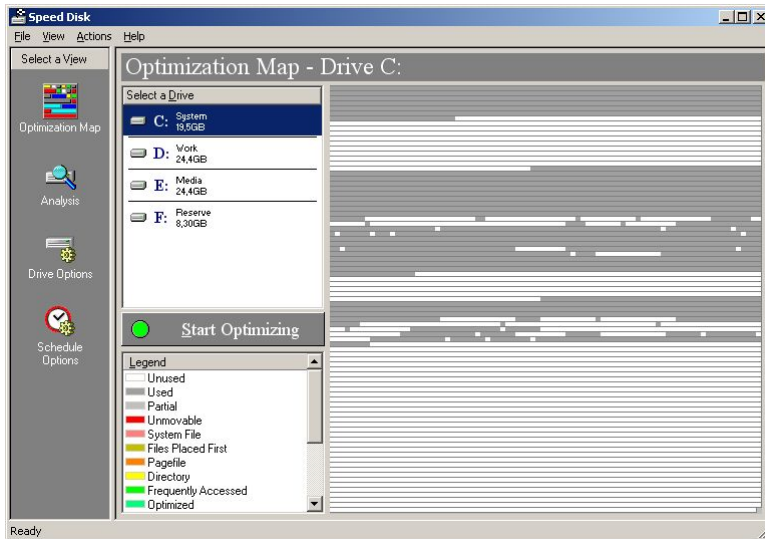 Speed Disk
File View Actions Help
Select a View
Optimization Map
Analysis
Drive Options
Schedule
Options
Optimization Map - Drive C:
Select a Drive
C: System
19,5GB
D: Work
24,4GB
E: Media
24,4GB
F: Reserve
8,30GB
Start Optimizing
Legend
Unused
Used
Partial
Unmovable
System File
Files Placed First
Pagefile
Directory
Frequently Accessed
Optimized
Ready